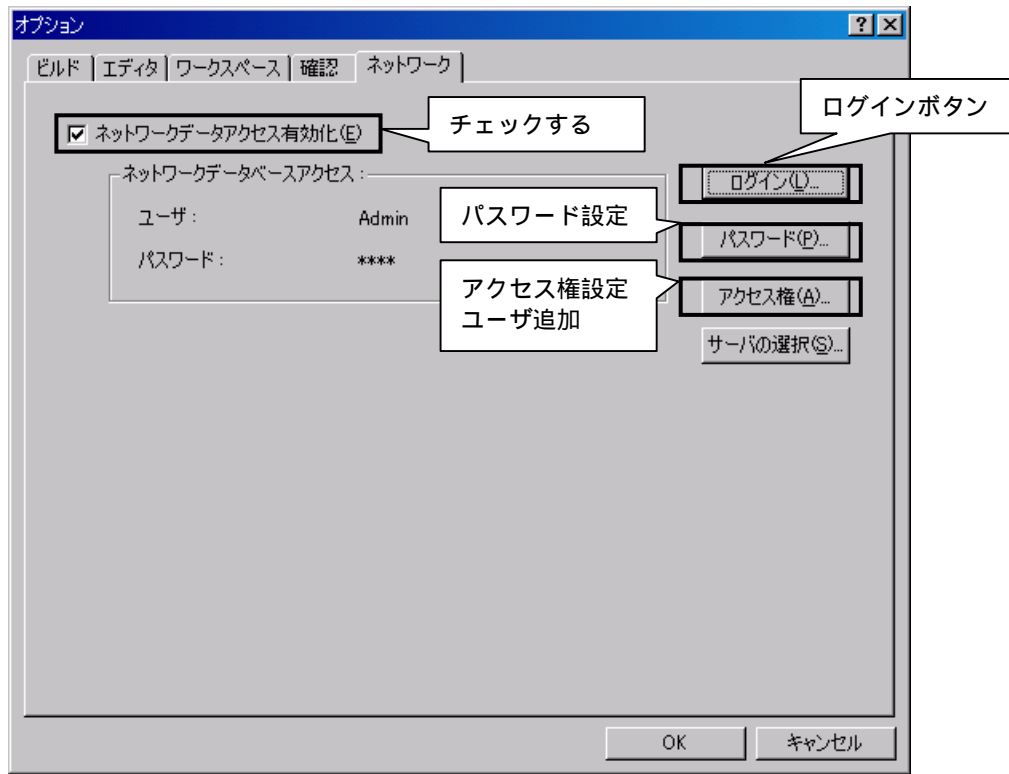 オプション
ビルド
エディタ
ワークスペース
確認
ネットワーク
ログインボタン
ネットワークデータアクセス有効化(E)
チェックする
ネットワークデータベースアクセス:
ログイン(L)...
ユーザ:
Admin
パスワード設定
パスワード(P)...
パスワード:
****
アクセス権設定
ユーザ追加
アクセス権(A)...
サーバの選択(S)...
OK
キャンセル